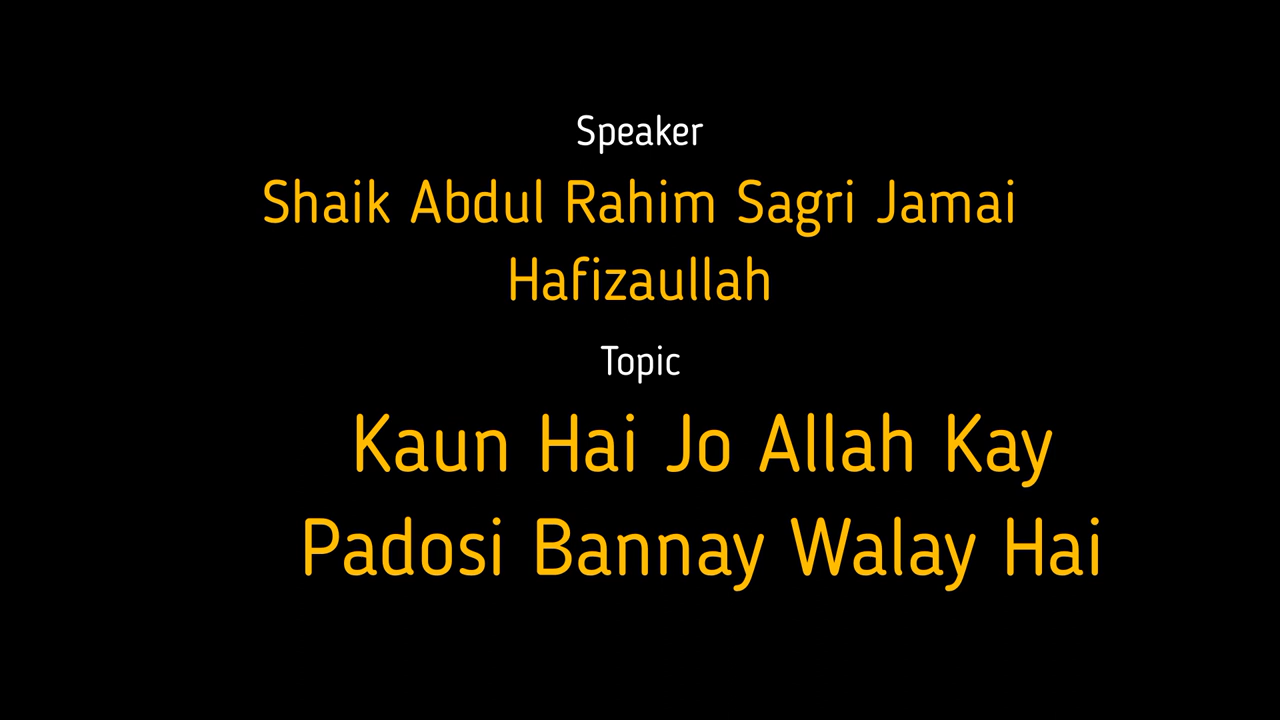 Speaker
Shaik Abdul Rahim Sagri Jamai
Hafizaullah
Topic
Kaun Hai Jo Allah Kay
Padosi Bannay Walay Hai